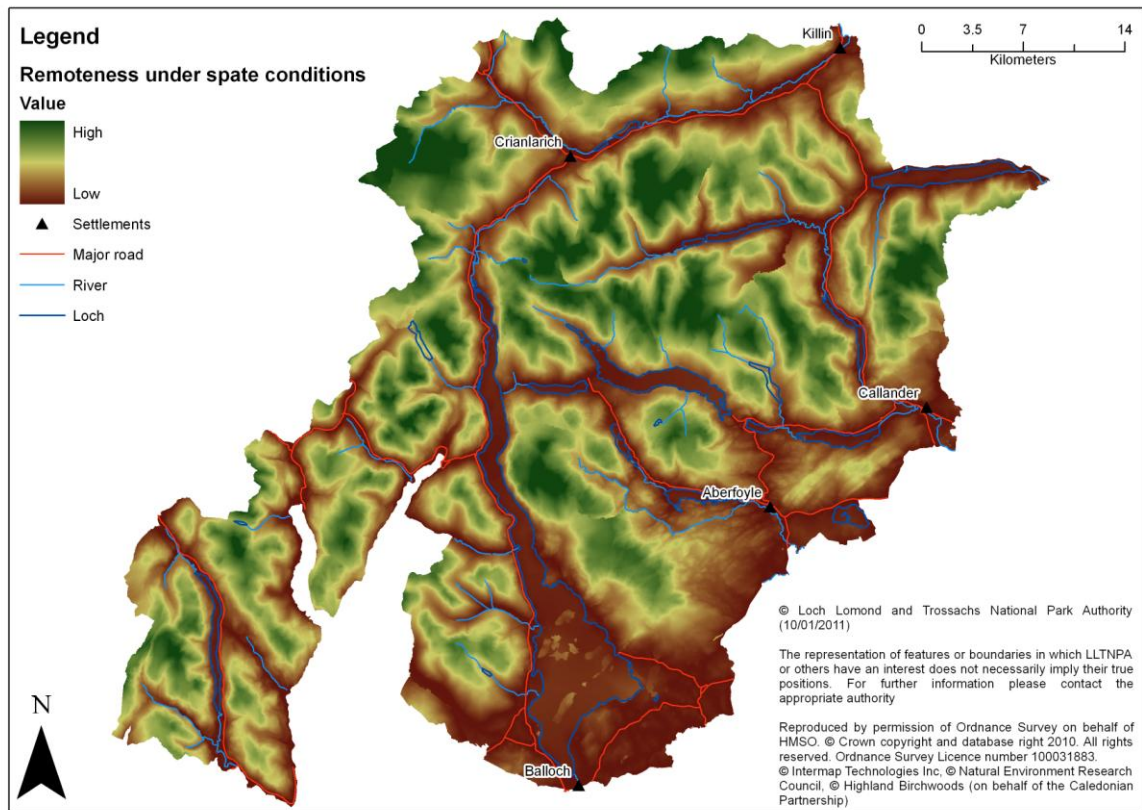 Legend
Remoteness under spate conditions
Value
High
Low
Settlements
Major road
River
Loch
Killin
0 3.5 7 14
Kilometers
Crianlarich
Callander
Aberfoyle
Balloch
N
© Loch Lomond and Trossachs National Park Authority
(10/01/2011)
The representation of features or boundaries in which LLTNPA
or others have an interest does not necessarily imply their true
positions. For further information please contact the
appropriate authority
Reproduced by permission of Ordnance Survey on behalf of
HMSO. © Crown copyright and database right 2010. All rights
reserved. Ordnance Survey Licence number 100031883.
© Intermap Technologies Inc, © Natural Environment Research
Council, © Highland Birchwoods (on behalf of the Caledonian
Partnership)